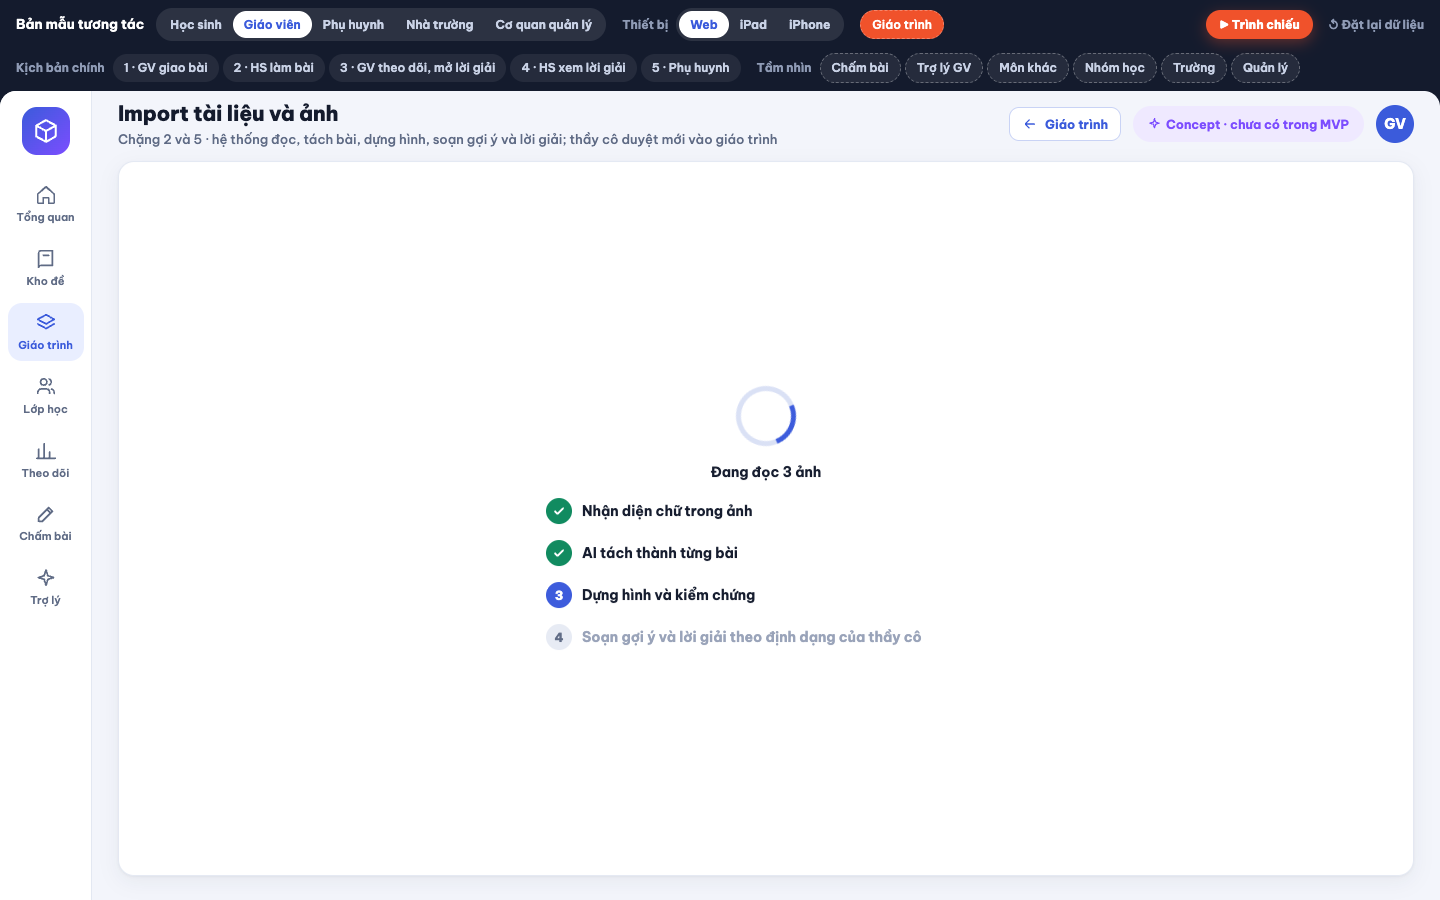 Bản mẫu tương tác Học sinh Giáo viên Phụ huynh Nhà trường Cơ quan quản lý Thiết bị Web iPad iPhone Giáo trình Trình chiếu Đặt lại dữ liệu
Kịch bản chính 1 · GV giao bài 2 · HS làm bài 3 · GV theo dõi, mở lời giải 4 · HS xem lời giải 5 · Phụ huynh Tầm nhìn Chấm bài Trợ lý GV Môn khác Nhóm học Trường Quản lý
Import tài liệu và ảnh
Chặng 2 và 5 · hệ thống đọc, tách bài, dựng hình, soạn gợi ý và lời giải; thầy cô duyệt mới vào giáo trình
Giáo trình
Concept · chưa có trong MVP
GV
Tổng quan
Kho đề
Giáo trình
Lớp học
Theo dõi
Chấm bài
Trợ lý
Đang đọc 3 ảnh
Nhận diện chữ trong ảnh
AI tách thành từng bài
3 Dựng hình và kiểm chứng
4 Soạn gợi ý và lời giải theo định dạng của thầy cô